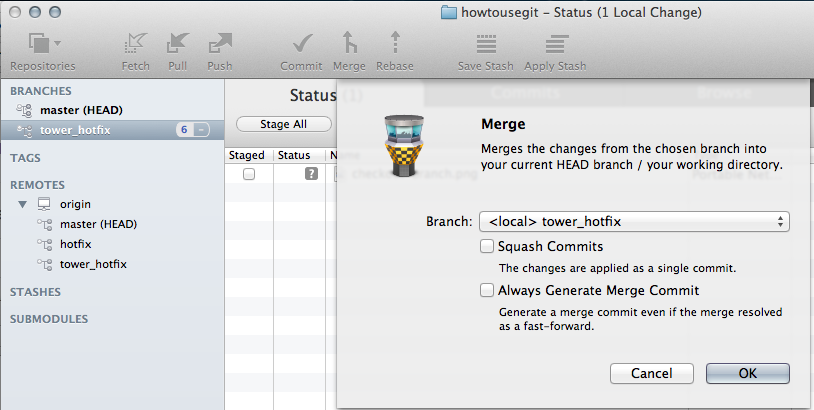 howtousegit – Status (1 Local Change)
Repositories Fetch Pull Push Commit Merge Rebase Save Stash Apply Stash
BRANCHES
master (HEAD)
tower_hotfix 6 -
TAGS
REMOTES
origin
master (HEAD)
hotfix
tower_hotfix
STASHES
SUBMODULES
Status (1) Commits Browse
Stage All
Staged Status Name
?
Merge
Merges the changes from the chosen branch into
your current HEAD branch / your working directory.
Branch: <local> tower_hotfix
Squash Commits
The changes are applied as a single commit.
Always Generate Merge Commit
Generate a merge commit even if the merge resolved
as a fast-forward.
Cancel OK